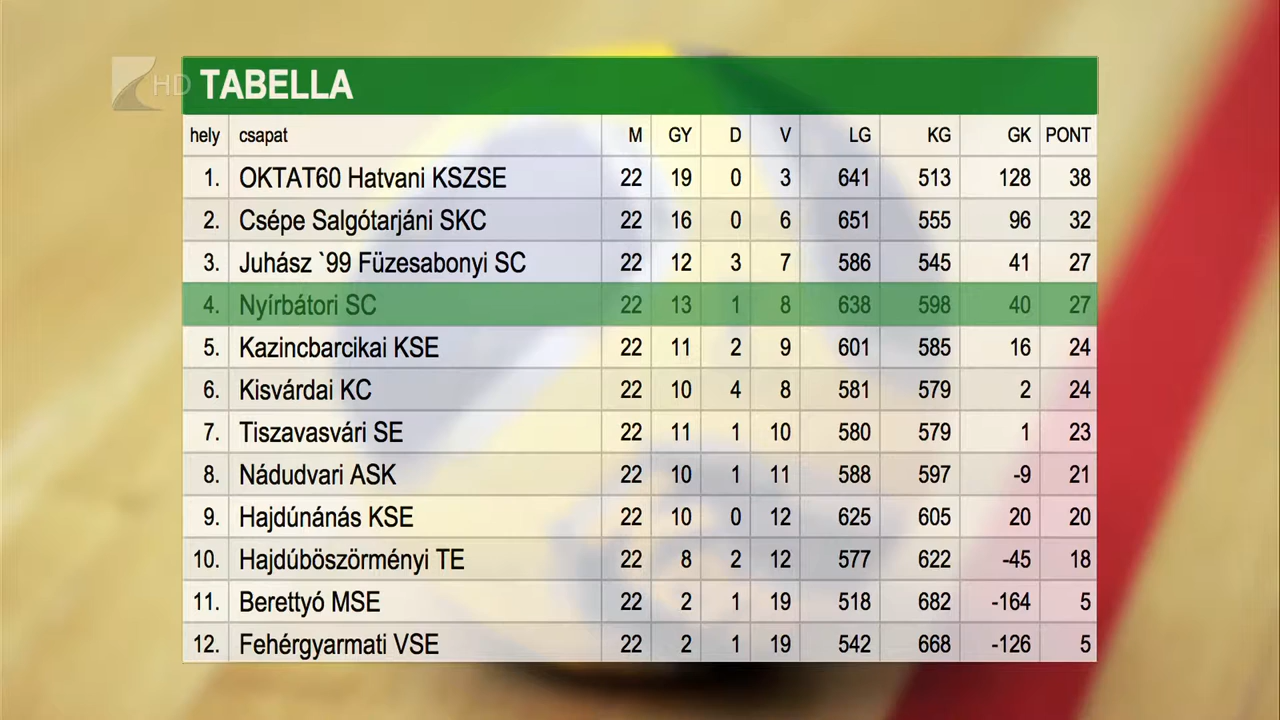 HD
TABELLA
hely csapat M GY D V LG KG GK PONT
1. OKTAT60 Hatvani KSZSE 22 19 0 3 641 513 128 38
2. Csépe Salgótarjáni SKC 22 16 0 6 651 555 96 32
3. Juhász `99 Füzesabonyi SC 22 12 3 7 586 545 41 27
4. Nyírbátori SC 22 13 1 8 638 598 40 27
5. Kazincbarcikai KSE 22 11 2 9 601 585 16 24
6. Kisvárdai KC 22 10 4 8 581 579 2 24
7. Tiszavasvári SE 22 11 1 10 580 579 1 23
8. Nádudvari ASK 22 10 1 11 588 597 -9 21
9. Hajdúnánás KSE 22 10 0 12 625 605 20 20
10. Hajdúböszörményi TE 22 8 2 12 577 622 -45 18
11. Berettyó MSE 22 2 1 19 518 682 -164 5
12. Fehérgyarmati VSE 22 2 1 19 542 668 -126 5